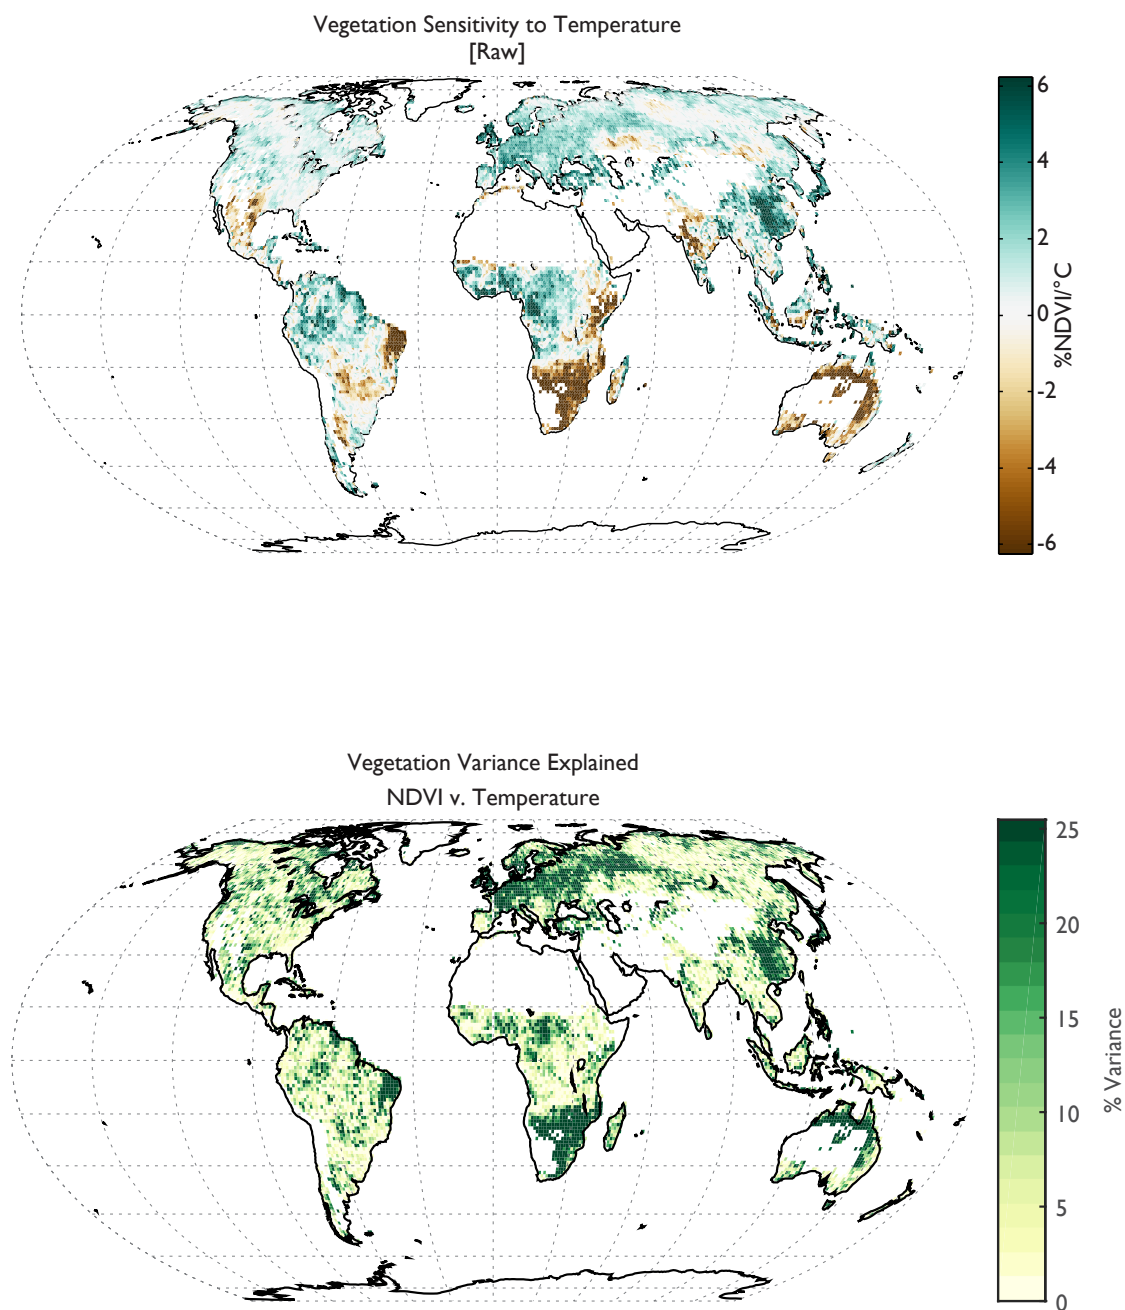 Vegetation Sensitivity to Temperature
[Raw]
6
4
2
0
-2
-4
-6
%NDVI/°C
Vegetation Variance Explained
NDVI v. Temperature
25
20
15
10
5
0
% Variance